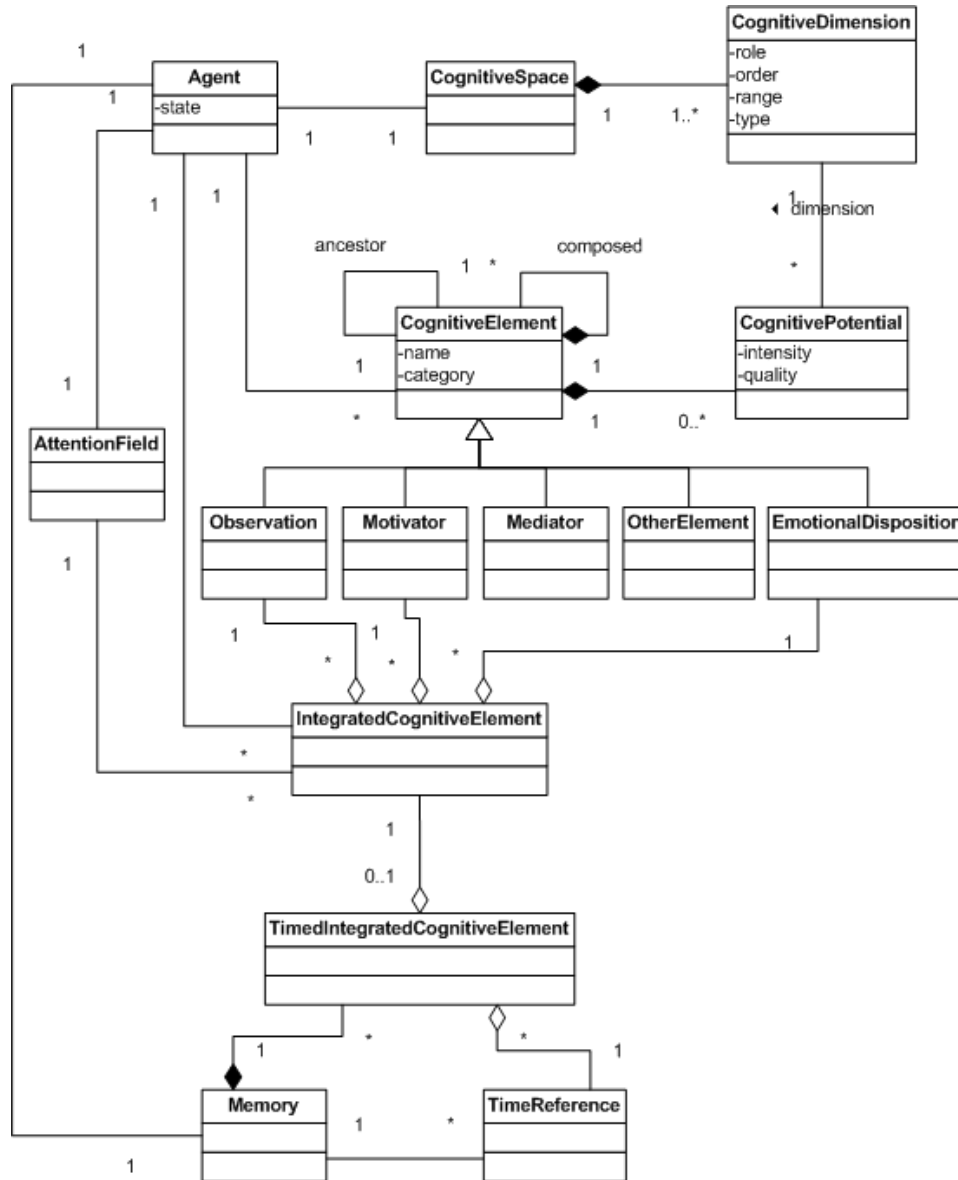 CognitiveDimension
-role
-order
-range
-type
1
Agent
-state
1
CognitiveSpace
1
1..*
1
1
1
1
1
dimension
*
ancestor
composed
1
*
CognitiveElement
-name
-category
CognitivePotential
-intensity
-quality
1
1
1
*
1
0..*
AttentionField
1
Observation
Motivator
Mediator
OtherElement
EmotionalDisposition
1
1
1
*
*
*
IntegratedCognitiveElement
*
*
1
0..1
TimedIntegratedCognitiveElement
1
*
*
1
Memory
TimeReference
1
*
1